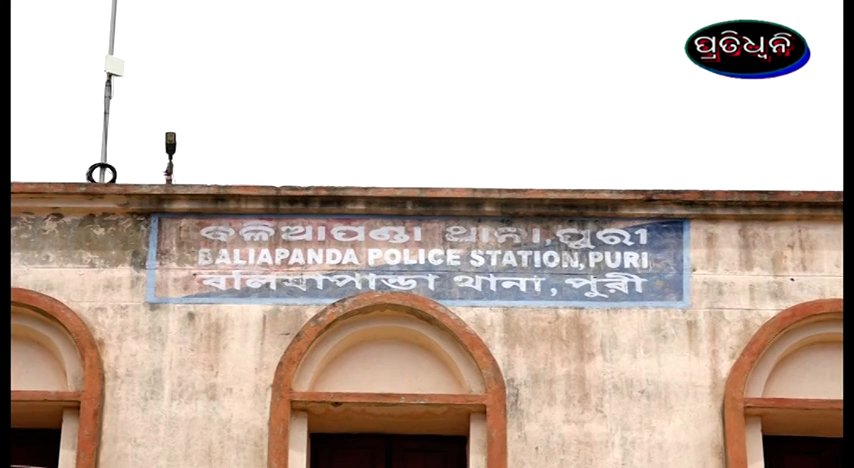 ପ୍ରତିଧ୍ୱନି
ବଳିଆପଣ୍ଡା ଥାନା, ପୁରୀ
BALIAPANDA POLICE STATION, PURI
বালিয়াপান্ডা থানা, পুরী